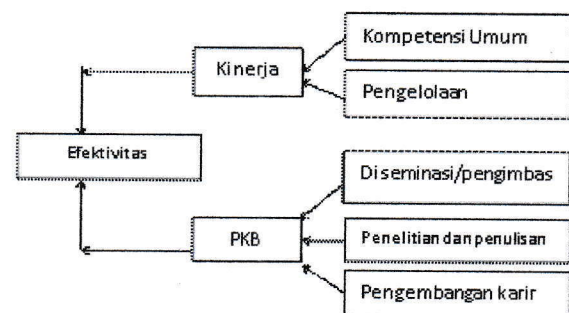 Kompetensi Umum
Kinerja
Pengelolaan
Efektivitas
Diseminasi/pengimbas
PKB
Penelitian dan penulisan
Pengembangan karir